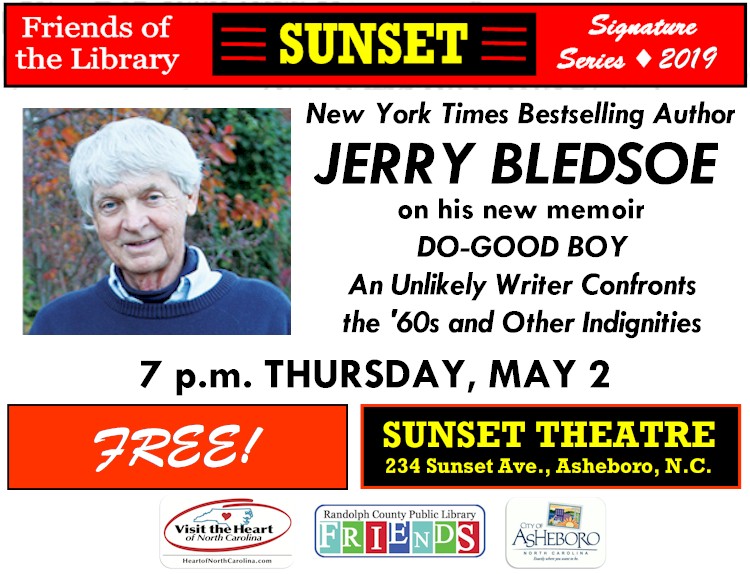 Friends of
the Library
SUNSET
Signature
Series ♦ 2019
New York Times Bestselling Author
JERRY BLEDSOE
on his new memoir
DO-GOOD BOY
An Unlikely Writer Confronts
the '60s and Other Indignities
7 p.m. THURSDAY, MAY 2
FREE!
SUNSET THEATRE
234 Sunset Ave., Asheboro, N.C.
Visit the Heart
of North Carolina
HeartofNorthCarolina.com
Randolph County Public Library
FRIENDS
CITY OF
ASHEBORO
NORTH CAROLINA